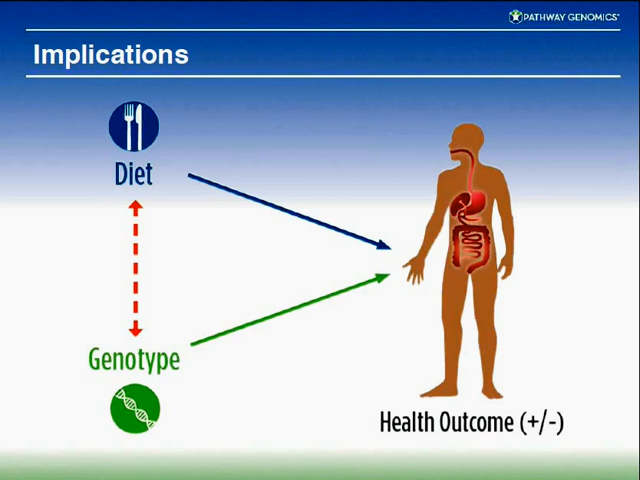 PATHWAY GENOMICS®
Implications
Diet
Genotype
Health Outcome (+/-)